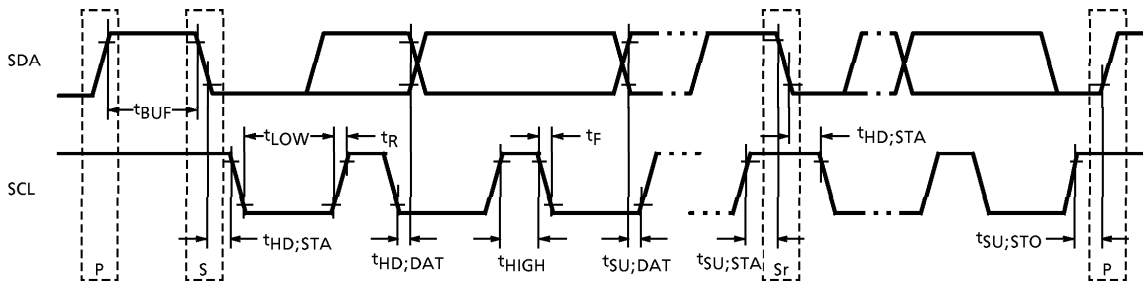 SDA
tBUF
tLOW
tR
tF
tHD;STA
SCL
tHD;STA
tHD;DAT
tHIGH
tSU;DAT
tSU;STA
tSU;STO
P
S
Sr
P